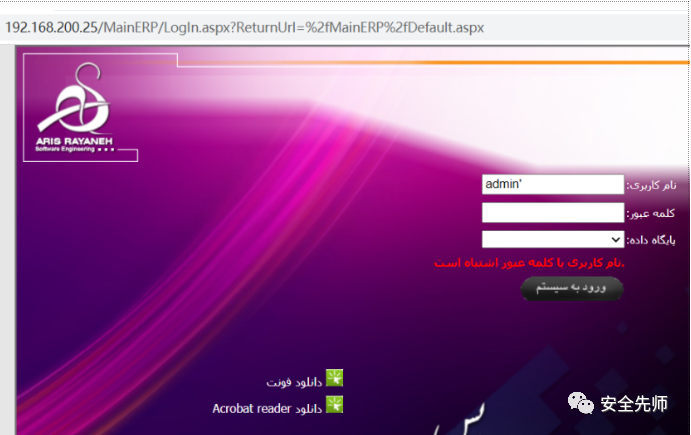 192.168.200.25/MainERP/LogIn.aspx?ReturnUrl=%2fMainERP%2fDefault.aspx
ARIS RAYANEH
Software Engineering
نام کاربری:
admin'
کلمه عبور:
پایگاه داده:
نام کاربری یا کلمه عبور اشتباه است.
ورود به سیستم
دانلود فونت
دانلود Acrobat reader
安全先师